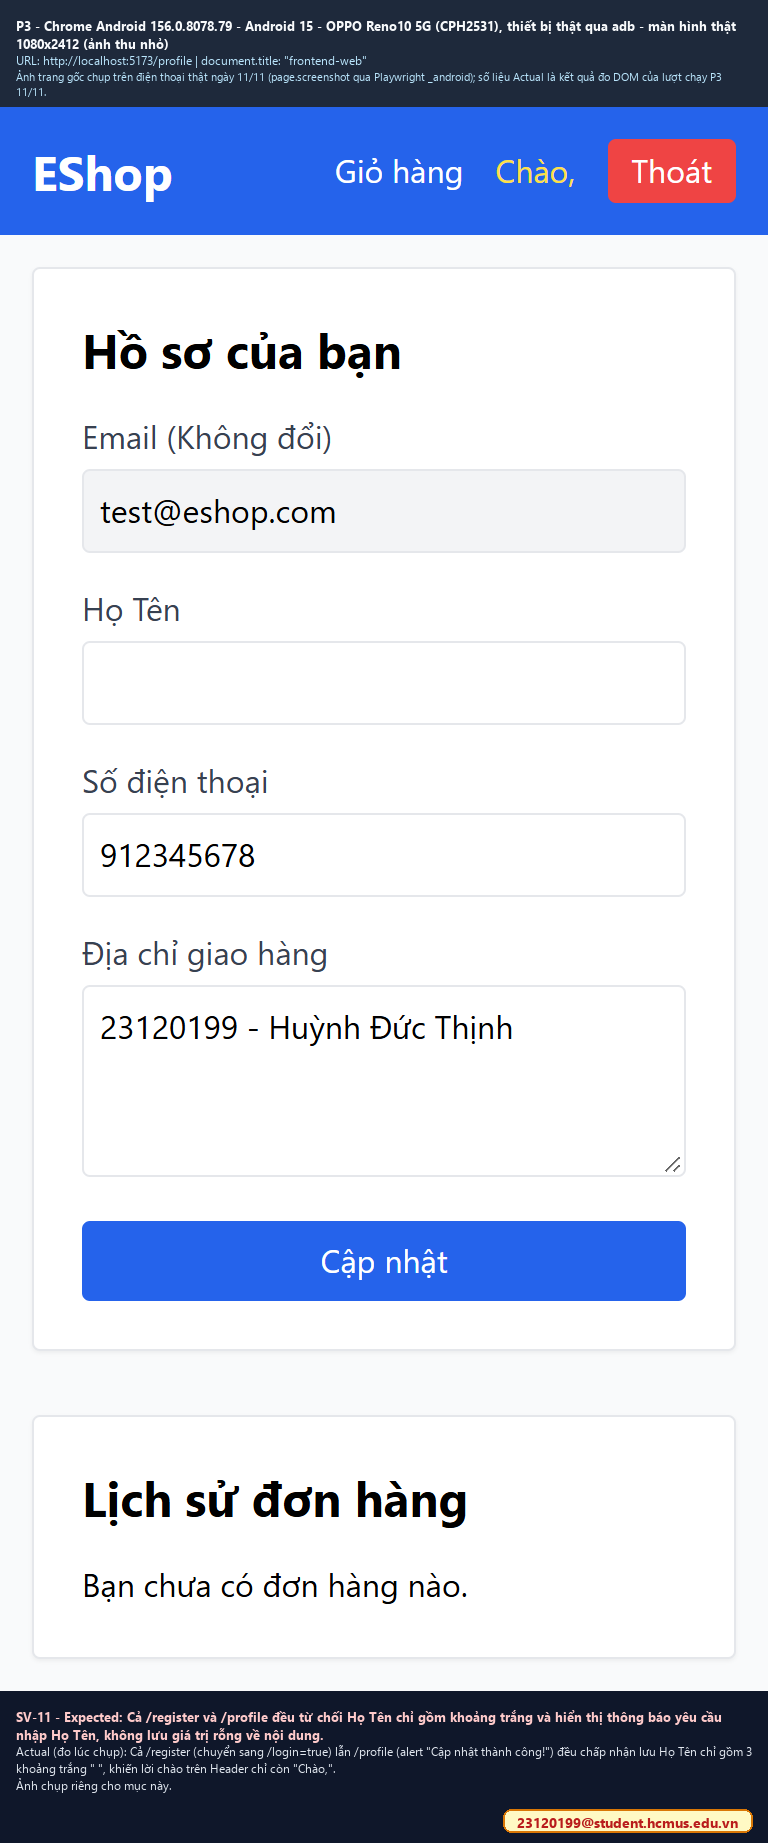 P3 - Chrome Android 156.0.8078.79 - Android 15 - OPPO Reno10 5G (CPH2531), thiết bị thật qua adb - màn hình thật
1080x2412 (ảnh thu nhỏ)
URL: http://localhost:5173/profile | document.title: "frontend-web"
Ảnh trang gốc chụp trên điện thoại thật ngày 11/11 (page.screenshot qua Playwright _android); số liệu Actual là kết quả đo DOM của lượt chạy P3
11/11.
EShop
Giỏ hàng
Chào,
Thoát
Hồ sơ của bạn
Email (Không đổi)
test@eshop.com
Họ Tên
Số điện thoại
912345678
Địa chỉ giao hàng
23120199 - Huỳnh Đức Thịnh
Cập nhật
Lịch sử đơn hàng
Bạn chưa có đơn hàng nào.
SV-11 - Expected: Cả /register và /profile đều từ chối Họ Tên chỉ gồm khoảng trắng và hiển thị thông báo yêu cầu
nhập Họ Tên, không lưu giá trị rỗng về nội dung.
Actual (đo lúc chụp): Cả /register (chuyển sang /login=true) lẫn /profile (alert "Cập nhật thành công!") đều chấp nhận lưu Họ Tên chỉ gồm 3
khoảng trắng " ", khiến lời chào trên Header chỉ còn "Chào,".
Ảnh chụp riêng cho mục này.
23120199@student.hcmus.edu.vn